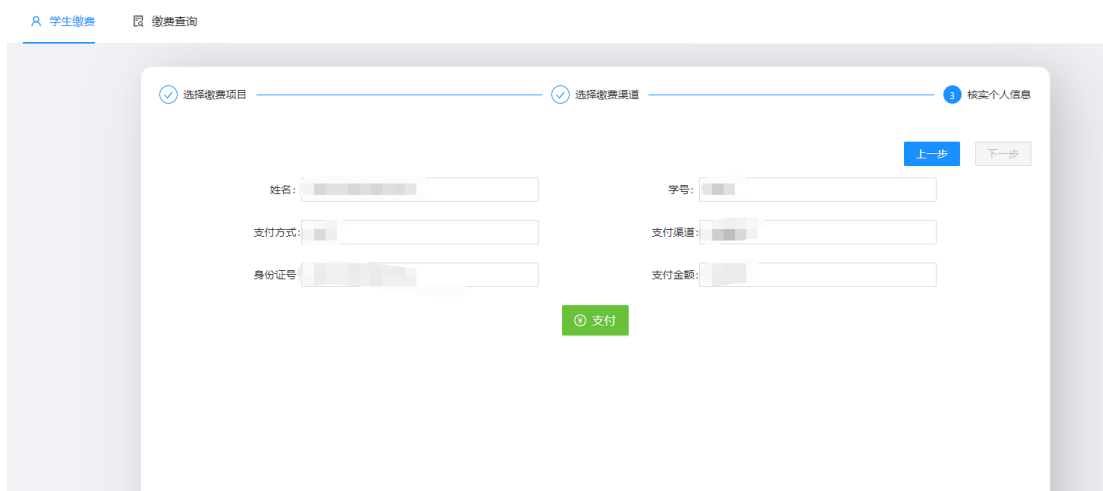 学生缴费 缴费查询
选择缴费项目 选择缴费渠道 3 核实个人信息
上一步 下一步
姓名: 学号:
支付方式: 支付渠道:
身份证号 支付金额:
支付